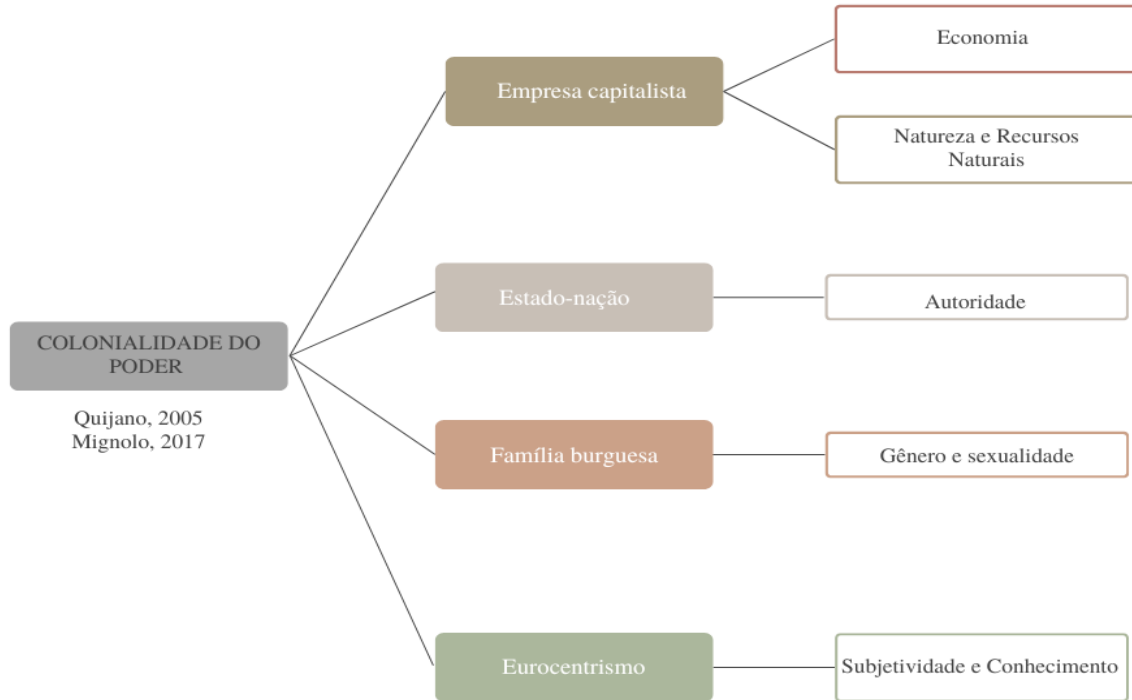 COLONIALIDADE DO
PODER
Quijano, 2005
Mignolo, 2017
Empresa capitalista
Economia
Natureza e Recursos
Naturais
Estado-nação
Autoridade
Família burguesa
Gênero e sexualidade
Eurocentrismo
Subjetividade e Conhecimento